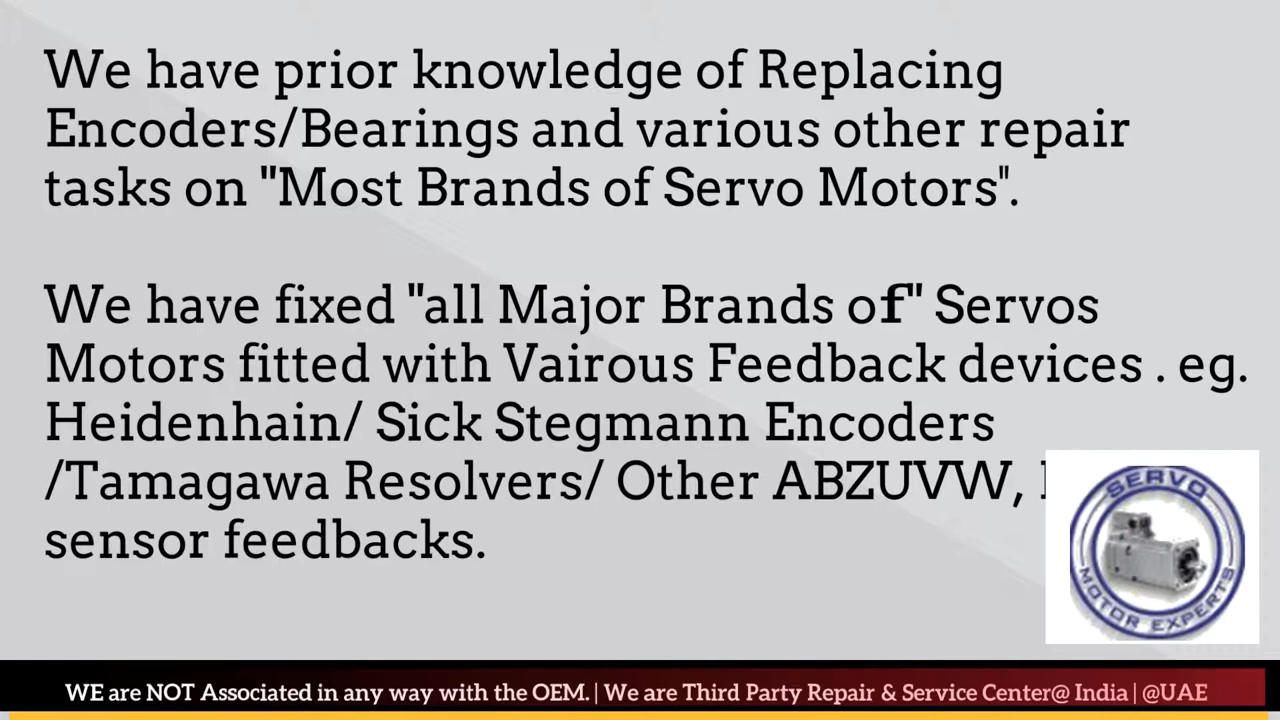 We have prior knowledge of Replacing
Encoders/Bearings and various other repair
tasks on "Most Brands of Servo Motors".
We have fixed "all Major Brands of" Servos
Motors fitted with Vairous Feedback devices . eg.
Heidenhain/ Sick Stegmann Encoders
/Tamagawa Resolvers/ Other ABZUVW,
sensor feedbacks.
SERVO
MOTOR EXPERTS
WE are NOT Associated in any way with the OEM. | We are Third Party Repair & Service Center@ India | @UAE